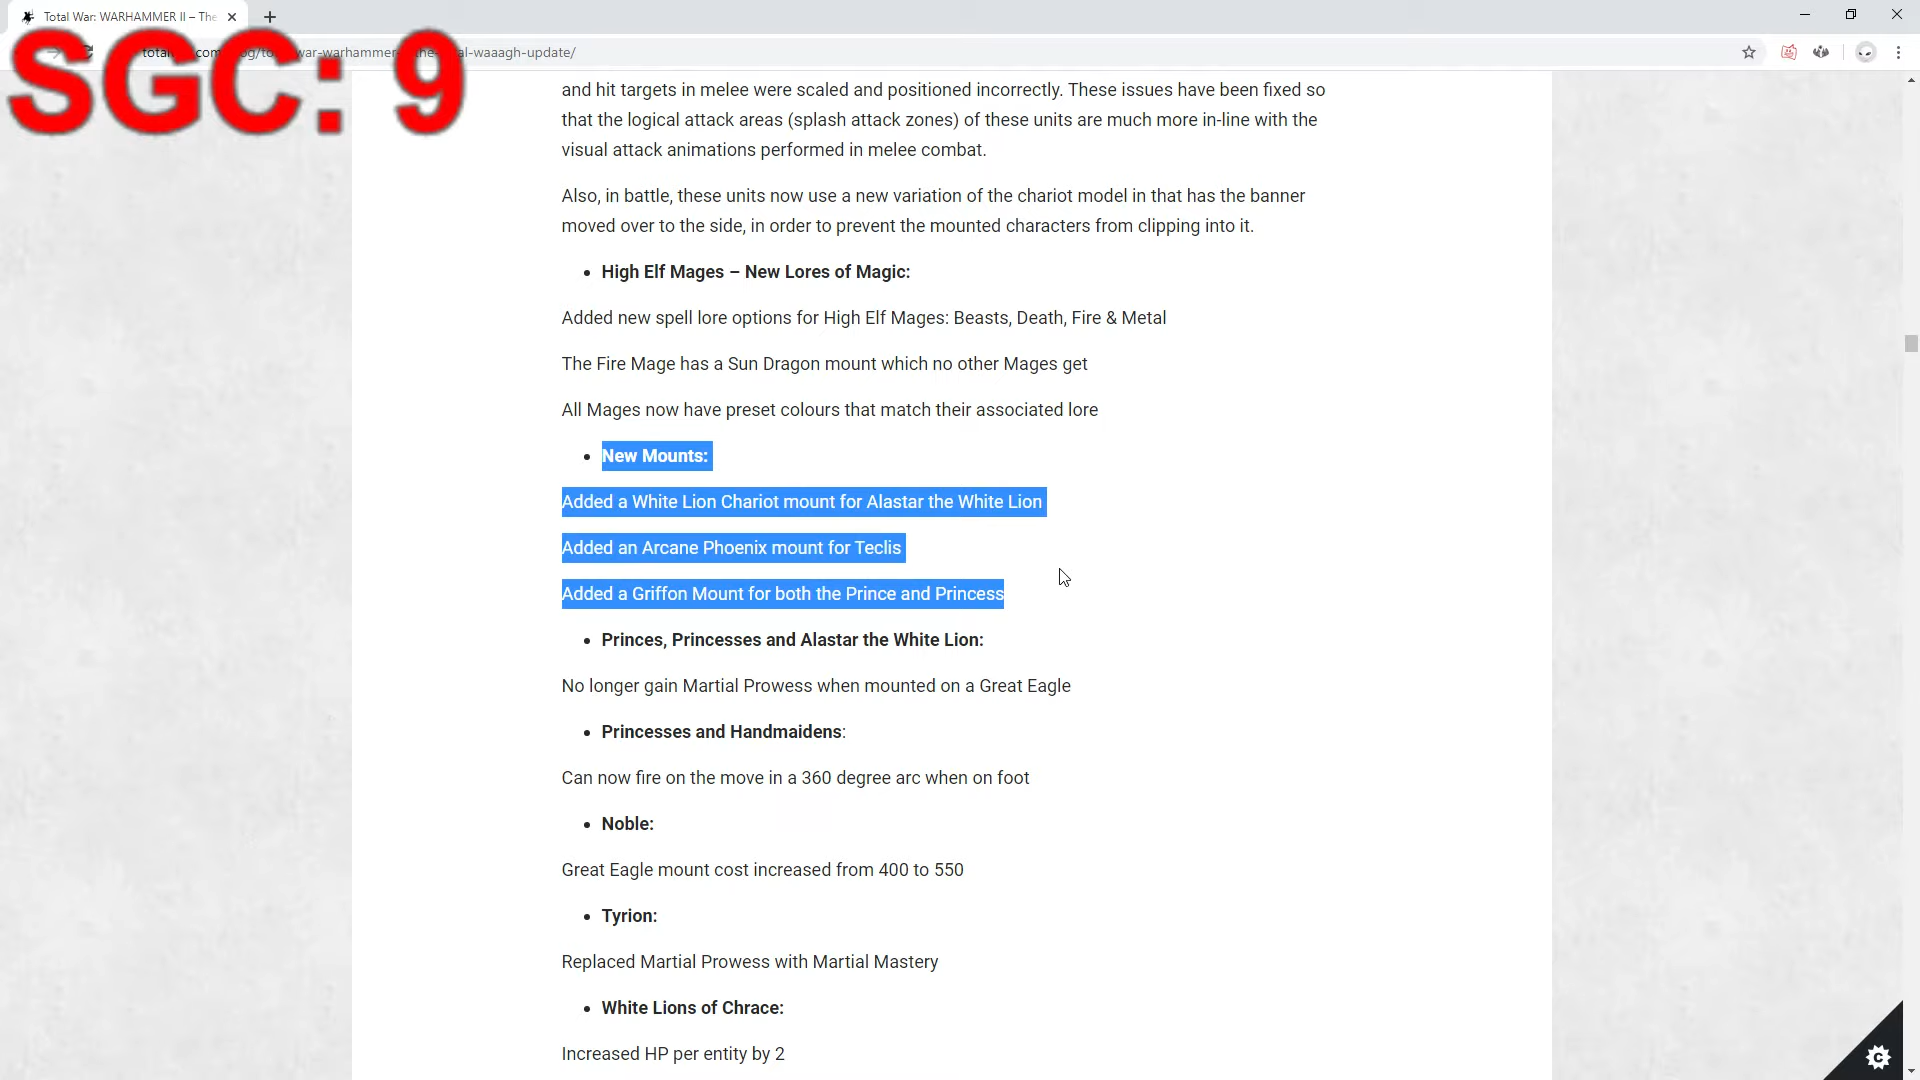 Total War: WARHAMMER II – The
SGC: 9
war-warhammer
al-waaagh-update/
and hit targets in melee were scaled and positioned incorrectly. These issues have been fixed so
that the logical attack areas (splash attack zones) of these units are much more in-line with the
visual attack animations performed in melee combat.
Also, in battle, these units now use a new variation of the chariot model in that has the banner
moved over to the side, in order to prevent the mounted characters from clipping into it.
• High Elf Mages – New Lores of Magic:
Added new spell lore options for High Elf Mages: Beasts, Death, Fire & Metal
The Fire Mage has a Sun Dragon mount which no other Mages get
All Mages now have preset colours that match their associated lore
• New Mounts:
Added a White Lion Chariot mount for Alastar the White Lion
Added an Arcane Phoenix mount for Teclis
Added a Griffon Mount for both the Prince and Princess
• Princes, Princesses and Alastar the White Lion:
No longer gain Martial Prowess when mounted on a Great Eagle
• Princesses and Handmaidens:
Can now fire on the move in a 360 degree arc when on foot
• Noble:
Great Eagle mount cost increased from 400 to 550
• Tyrion:
Replaced Martial Prowess with Martial Mastery
• White Lions of Chrace:
Increased HP per entity by 2